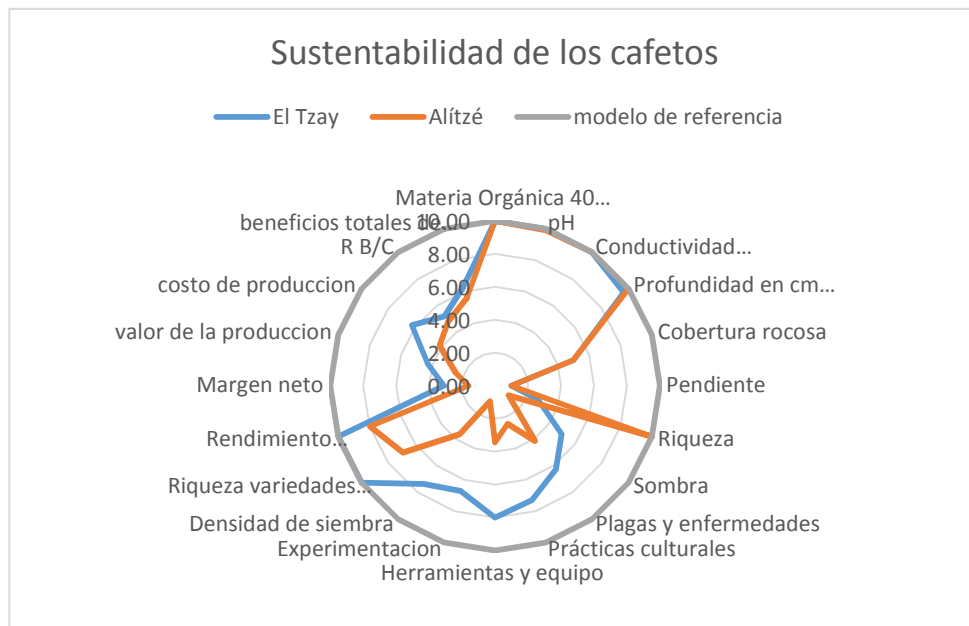 Sustentabilidad de los cafetos
El Tzay
Alítzé
modelo de referencia
Materia Orgánica 40...
pH
Conductividad...
Profundidad en cm...
Cobertura rocosa
Pendiente
Riqueza
Sombra
Plagas y enfermedades
Prácticas culturales
Herramientas y equipo
Experimentacion
Densidad de siembra
Riqueza variedades...
Rendimiento...
Margen neto
valor de la produccion
costo de produccion
R B/C
beneficios totales de...
10.00
8.00
6.00
4.00
2.00
0.00